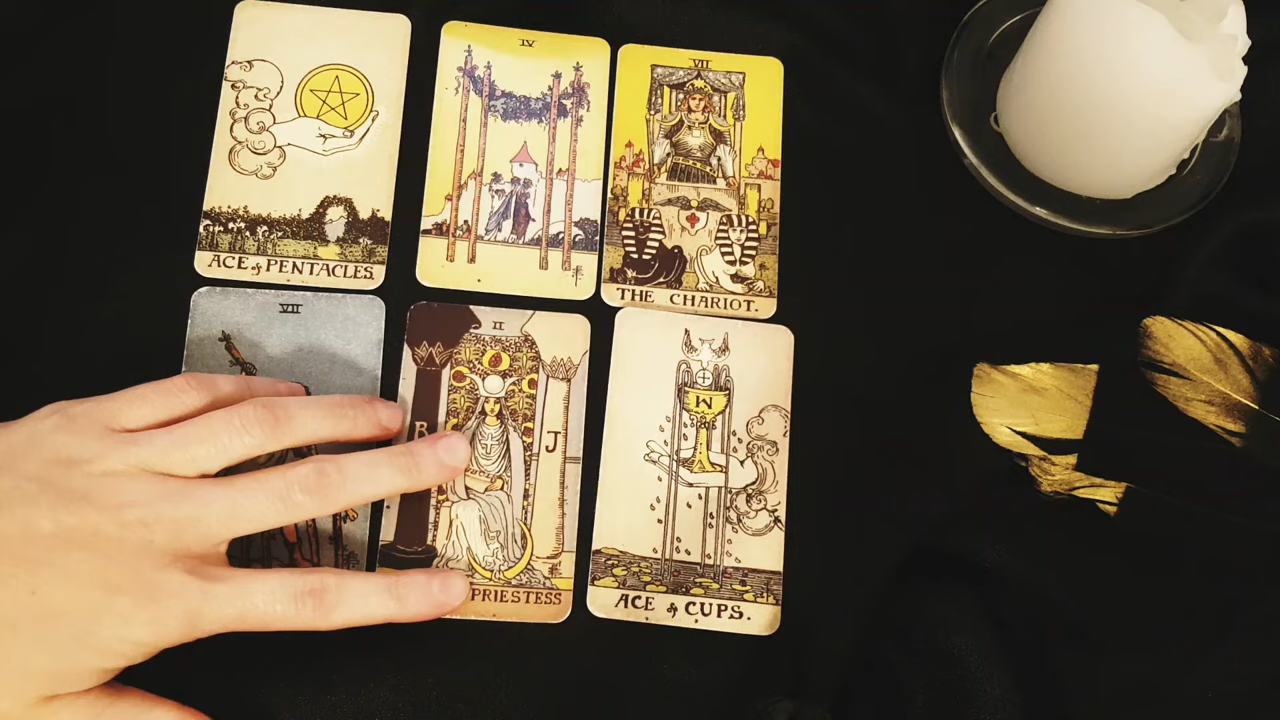 ACE of PENTACLES.
IV
VII
THE CHARIOT.
VII
II
B
J
PRIESTESS
W
ACE of CUPS.